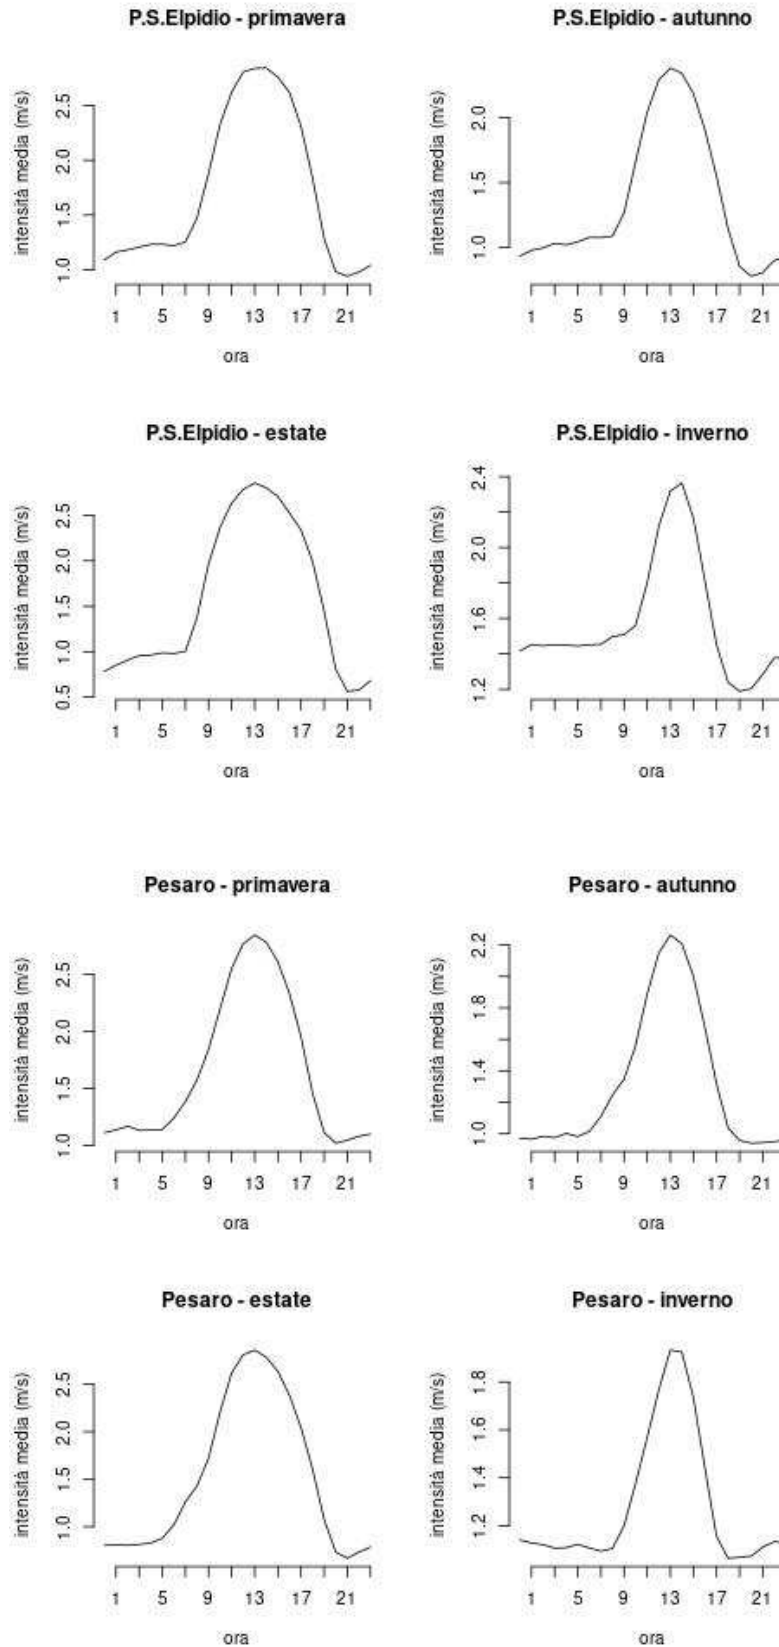 P.S.Elpidio - primavera
intensità media (m/s)
1.0 1.5 2.0 2.5
1 5 9 13 17 21
ora
P.S.Elpidio - autunno
intensità media (m/s)
1.0 1.5 2.0
1 5 9 13 17 21
ora
P.S.Elpidio - estate
intensità media (m/s)
0.5 1.0 1.5 2.0 2.5
1 5 9 13 17 21
ora
P.S.Elpidio - inverno
intensità media (m/s)
1.2 1.6 2.0 2.4
1 5 9 13 17 21
ora
Pesaro - primavera
intensità media (m/s)
1.0 1.5 2.0 2.5
1 5 9 13 17 21
ora
Pesaro - autunno
intensità media (m/s)
1.0 1.4 1.8 2.2
1 5 9 13 17 21
ora
Pesaro - estate
intensità media (m/s)
1.0 1.5 2.0 2.5
1 5 9 13 17 21
ora
Pesaro - inverno
intensità media (m/s)
1.2 1.4 1.6 1.8
1 5 9 13 17 21
ora